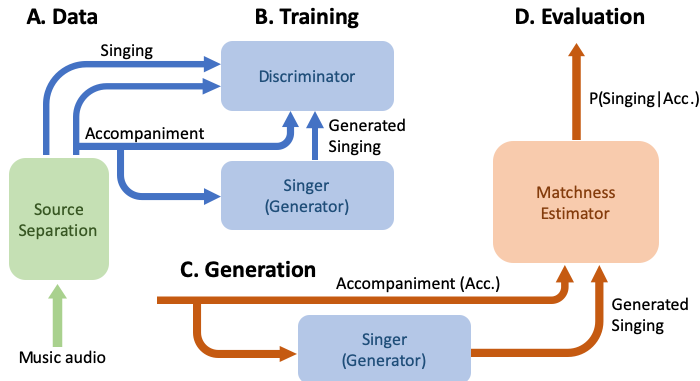 A. Data
B. Training
D. Evaluation
Singing
Discriminator
P(Singing|Acc.)
Accompaniment
Generated
Singing
Source
Separation
Singer
(Generator)
Matchness
Estimator
C. Generation
Accompaniment (Acc.)
Generated
Singing
Singer
(Generator)
Music audio